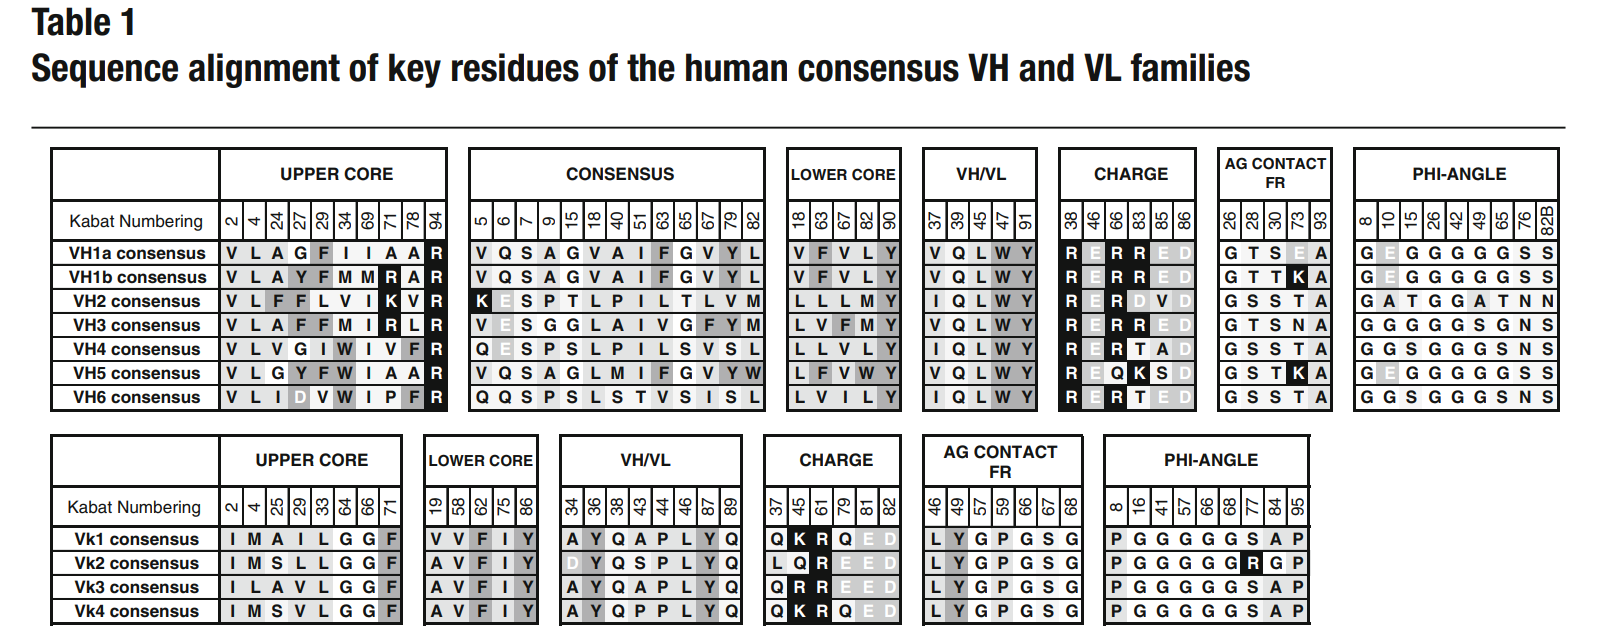 Table 1
Sequence alignment of key residues of the human consensus VH and VL families
UPPER CORE CONSENSUS LOWER CORE VH/VL CHARGE AG CONTACT FR PHI-ANGLE
Kabat Numbering 2 4 24 27 29 34 69 71 78 94 5 6 7 9 15 18 40 51 63 65 67 79 82 18 63 67 82 90 37 39 45 47 91 38 46 66 83 85 86 26 28 30 73 93 8 10 15 26 42 49 65 76 82B
VH1a consensus V L A G F I I A A R V Q S A G V A I F G V Y L V F V L Y V Q L W Y R E R R E D G T S E A G E G G G G G S S
VH1b consensus V L A Y F M M R A R V Q S A G V A I F G V Y L V F V L Y V Q L W Y R E R R E D G T T K A G E G G G G G S S
VH2 consensus V L F F L V I K V R K E S P T L P I L T L V M L L L M Y I Q L W Y R E R D V D G S S T A G A T G G A T N N
VH3 consensus V L A F F M I R L R V E S G G L A I V G F Y M L V F M Y V Q L W Y R E R R E D G T S N A G G G G G S G N S
VH4 consensus V L V G I W I V F R Q E S P S L P I L S V S L L L V L Y I Q L W Y R E R T A D G S S T A G G S G G G S N S
VH5 consensus V L G Y F W I A A R V Q S A G L M I F G V Y W L F V W Y V Q L W Y R E Q K S D G S T K A G E G G G G G S S
VH6 consensus V L I D V W I P F R Q Q S P S L S T V S I S L L V I L Y I Q L W Y R E R T E D G S S T A G G S G G G S N S
UPPER CORE LOWER CORE VH/VL CHARGE AG CONTACT FR PHI-ANGLE
Kabat Numbering 2 4 25 29 33 64 66 71 19 58 62 75 86 34 36 38 43 44 46 87 89 37 45 61 79 81 82 46 49 57 59 66 67 68 8 16 41 57 66 68 77 84 95
Vk1 consensus I M A I L G G F V V F I Y A Y Q A P L Y Q Q K R Q E D L Y G P G S G P G G G G G S A P
Vk2 consensus I M S L L G G F A V F I Y D Y Q S P L Y Q L Q R E E D L Y G P G S G P G G G G G R G P
Vk3 consensus I L A V L G G F A V F I Y A Y Q A P L Y Q Q R R E E D L Y G P G S G P G G G G G S A P
Vk4 consensus I M S V L G G F A V F I Y A Y Q P P L Y Q Q K R Q E D L Y G P G S G P G G G G G S A P